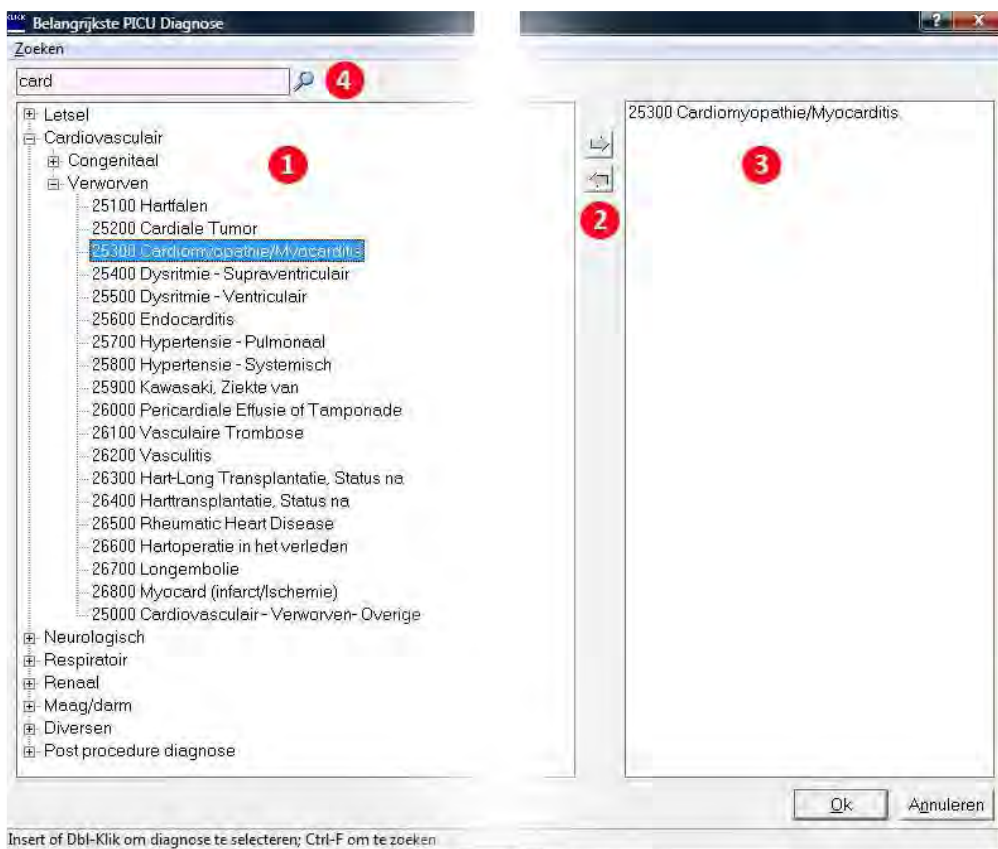 CLICK
Belangrijkste PICU Diagnose
? X
Zoeken
card
4
Letsel
Cardiovasculair
Congenitaal
1
Verworven
25100 Hartfalen
25200 Cardiale Tumor
25300 Cardiomyopathie/Myocarditis
25400 Dysritmie - Supraventriculair
25500 Dysritmie - Ventriculair
25600 Endocarditis
25700 Hypertensie - Pulmonaal
25800 Hypertensie - Systemisch
25900 Kawasaki, Ziekte van
26000 Pericardiale Effusie of Tamponade
26100 Vasculaire Trombose
26200 Vasculitis
26300 Hart-Long Transplantatie, Status na
26400 Harttransplantatie, Status na
26500 Rheumatic Heart Disease
26600 Hartoperatie in het verleden
26700 Longembolie
26800 Myocard (infarct/Ischemie)
25000 Cardiovasculair - Verworven- Overige
Neurologisch
Respiratoir
Renaal
Maag/darm
Diversen
Post procedure diagnose
2
25300 Cardiomyopathie/Myocarditis
3
Ok
Annuleren
Insert of Dbl-Klik om diagnose te selecteren; Ctrl-F om te zoeken